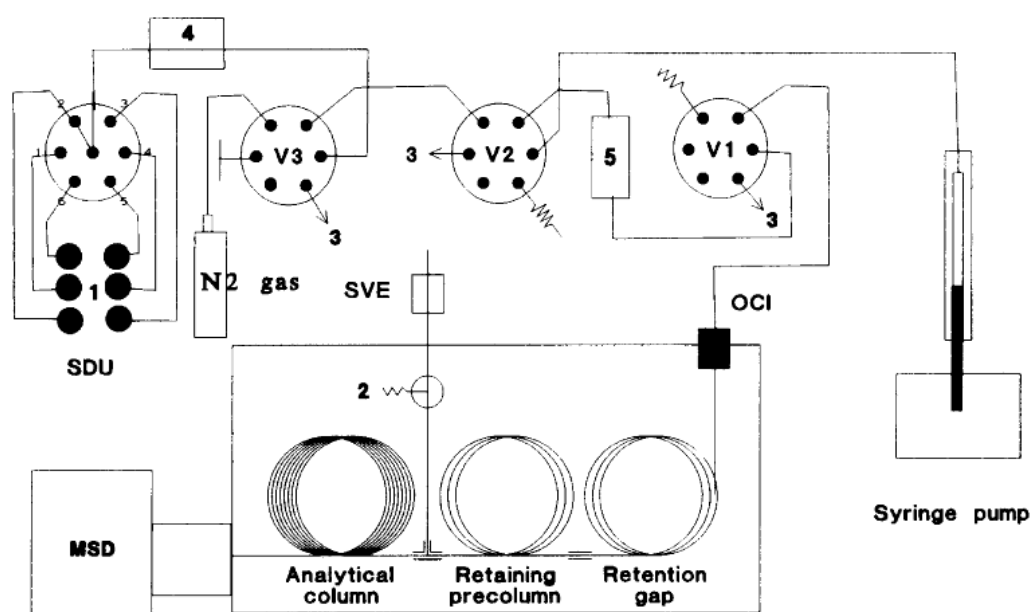 4
2 3
1 4
6 5
V3
V2
V1
3
5
3
3
1
N2 gas
SVE
OCI
SDU
2
Syringe pump
MSD
Analytical
column
Retaining
precolumn
Retention
gap